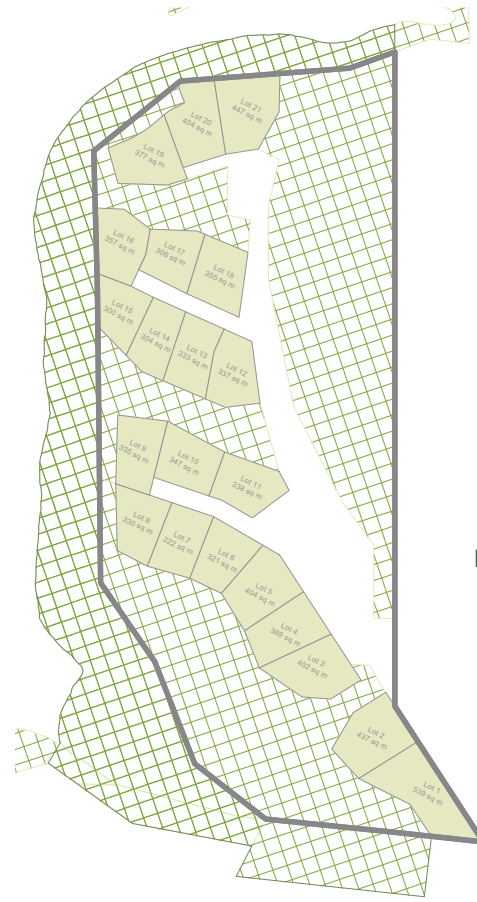 Lot 21
447 sq m
Lot 20
404 sq m
Lot 19
377 sq m
Lot 16
357 sq m
Lot 17
306 sq m
Lot 18
355 sq m
Lot 15
300 sq m
Lot 14
304 sq m
Lot 13
333 sq m
Lot 12
337 sq m
Lot 9
335 sq m
Lot 10
347 sq m
Lot 11
338 sq m
Lot 8
330 sq m
Lot 7
322 sq m
Lot 6
321 sq m
Lot 5
404 sq m
Lot 4
369 sq m
Lot 3
402 sq m
Lot 2
437 sq m
Lot 1
539 sq m